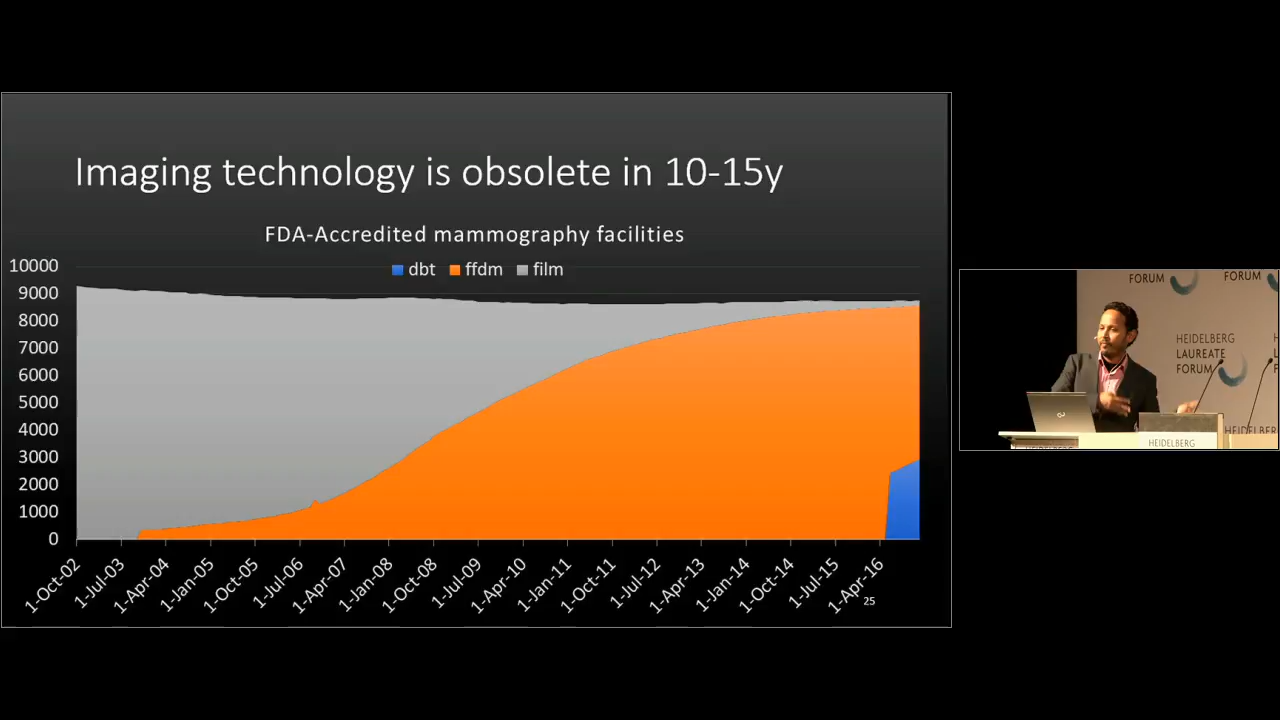 Imaging technology is obsolete in 10-15y
FDA-Accredited mammography facilities
dbt ffdm film
10000
9000
8000
7000
6000
5000
4000
3000
2000
1000
0
1-Oct-02 1-Jul-03 1-Apr-04 1-Jan-05 1-Oct-05 1-Jul-06 1-Apr-07 1-Jan-08 1-Oct-08 1-Jul-09 1-Apr-10 1-Jan-11 1-Oct-11 1-Jul-12 1-Apr-13 1-Jan-14 1-Oct-14 1-Jul-15 1-Apr-16
25
FORUM
FORUM
HEIDELBERG
LAUREATE
FORUM
HEIDELBERG
HEIDELBERG